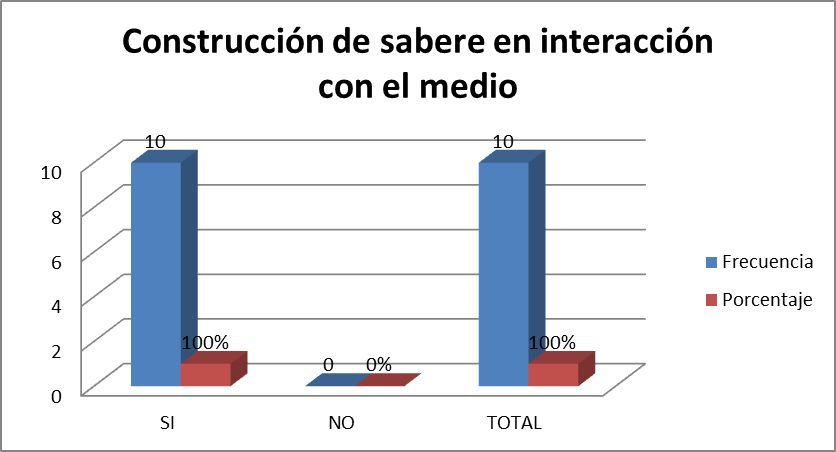 Construcción de sabere en interacción
con el medio
10
8
6
4
2
0
10
100%
0
0%
10
100%
SI
NO
TOTAL
Frecuencia
Porcentaje